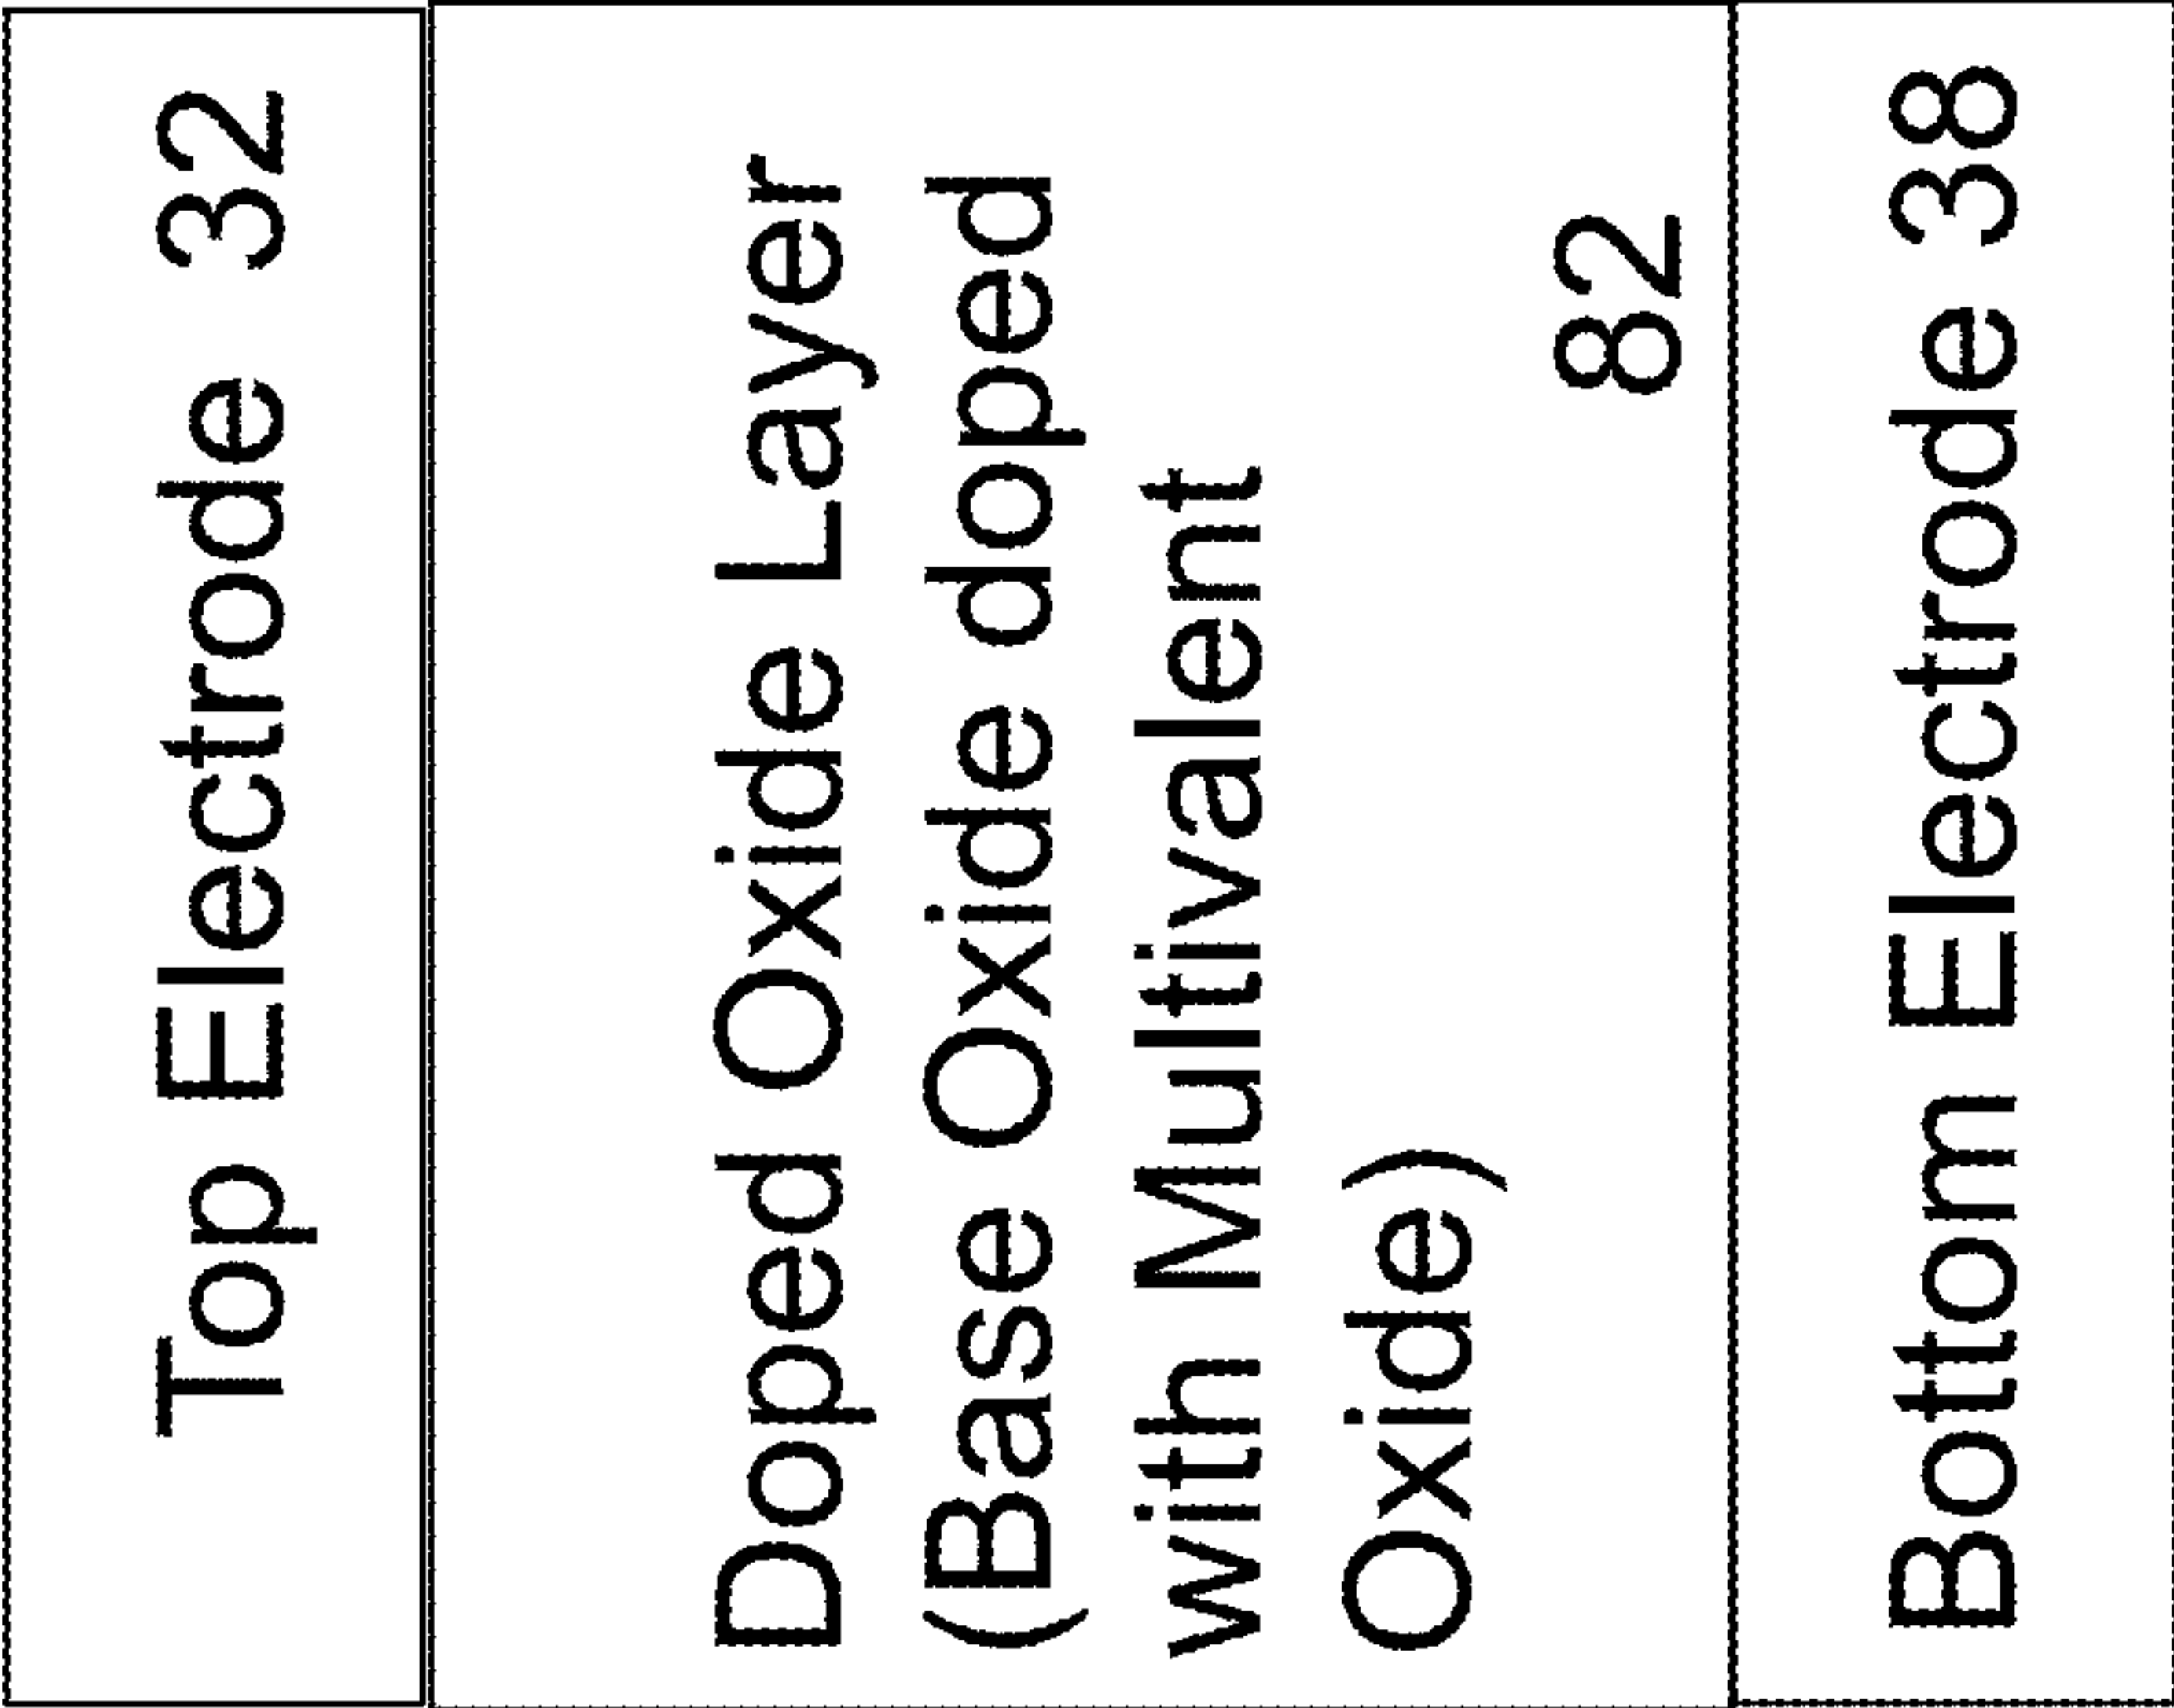 Top Electrode 32
Doped Oxide Layer
(Base Oxide doped
with Multivalent
Oxide)
82
Bottom Electrode 38